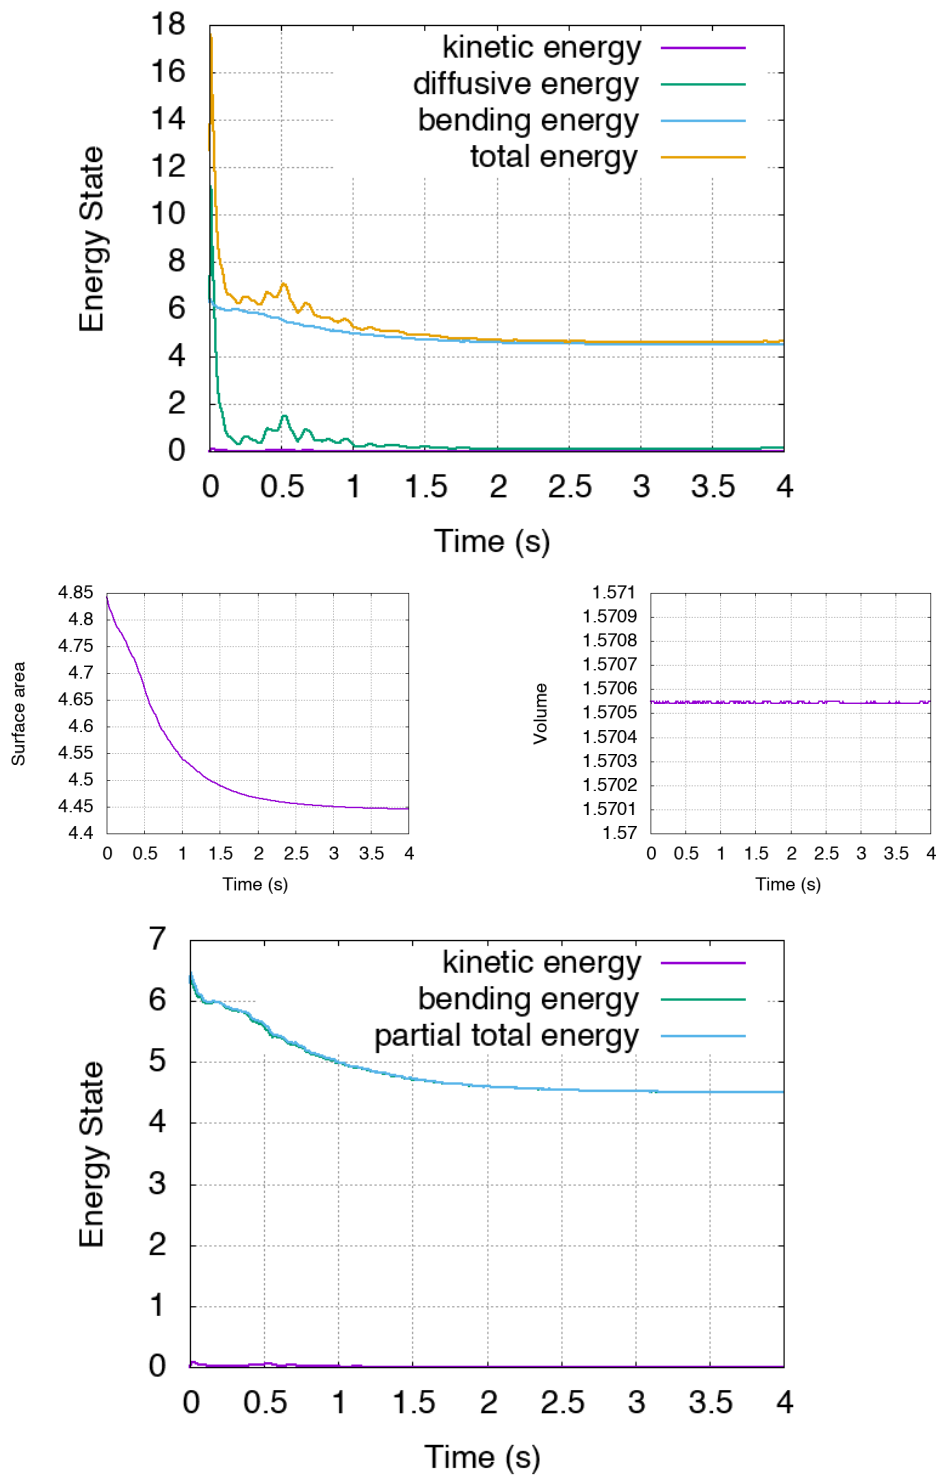 18
16
14
12
10
8
6
4
2
0
Energy State
kinetic energy
diffusive energy
bending energy
total energy
0 0.5 1 1.5 2 2.5 3 3.5 4
Time (s)
4.85
4.8
4.75
4.7
4.65
4.6
4.55
4.5
4.45
4.4
Surface area
0 0.5 1 1.5 2 2.5 3 3.5 4
Time (s)
1.571
1.5709
1.5708
1.5707
1.5706
1.5705
1.5704
1.5703
1.5702
1.5701
1.57
Volume
0 0.5 1 1.5 2 2.5 3 3.5 4
Time (s)
7
6
5
4
3
2
1
0
Energy State
kinetic energy
bending energy
partial total energy
0 0.5 1 1.5 2 2.5 3 3.5 4
Time (s)